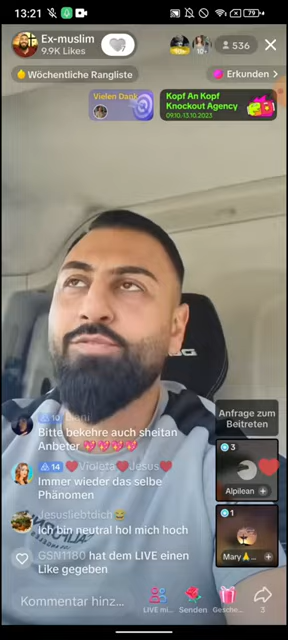 13:21
79
Ex-muslim
9.9K Likes
10+
536
Wöchentliche Rangliste
Erkunden >
Vielen Dank
Kopf An Kopf
Knockout Agency
09.10.-13.10.2023
10
Bitte bekehre auch sheitan
Anbeter 💖💖💖💖
14 ❤️Violeta❤️Jesus❤️
Immer wieder das selbe
Phänomen
Jesusliebtdich😂
Ich bin neutral hol mich hoch
GSN1180 hat dem LIVE einen
Like gegeben
Anfrage zum
Beitreten
3
Alpilean +
1
Mary🙏... +
Kommentar hinz...
LIVE mi...
Senden
Gesche...
3